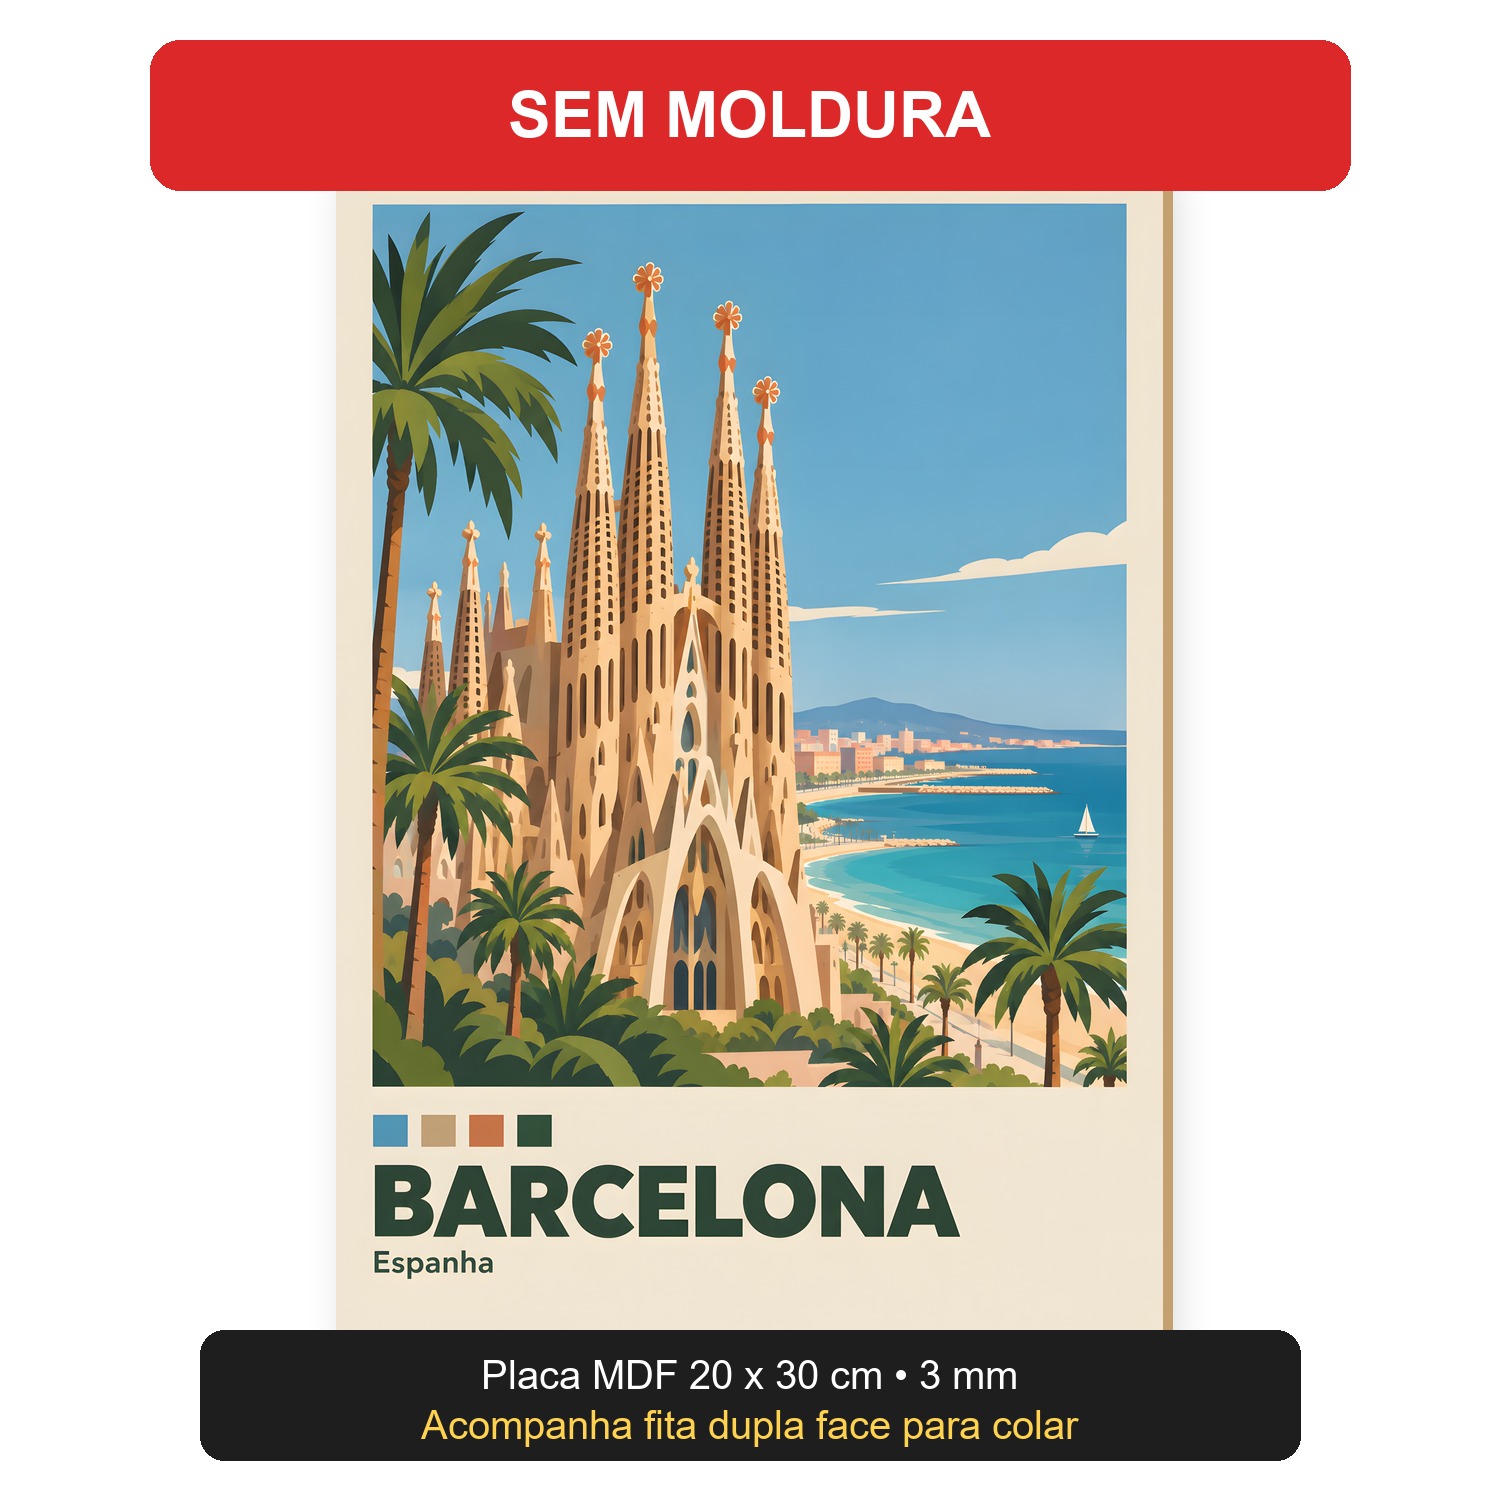 SEM MOLDURA
BARCELONA
Espanha
Placa MDF 20 x 30 cm • 3 mm
Acompanha fita dupla face para colar